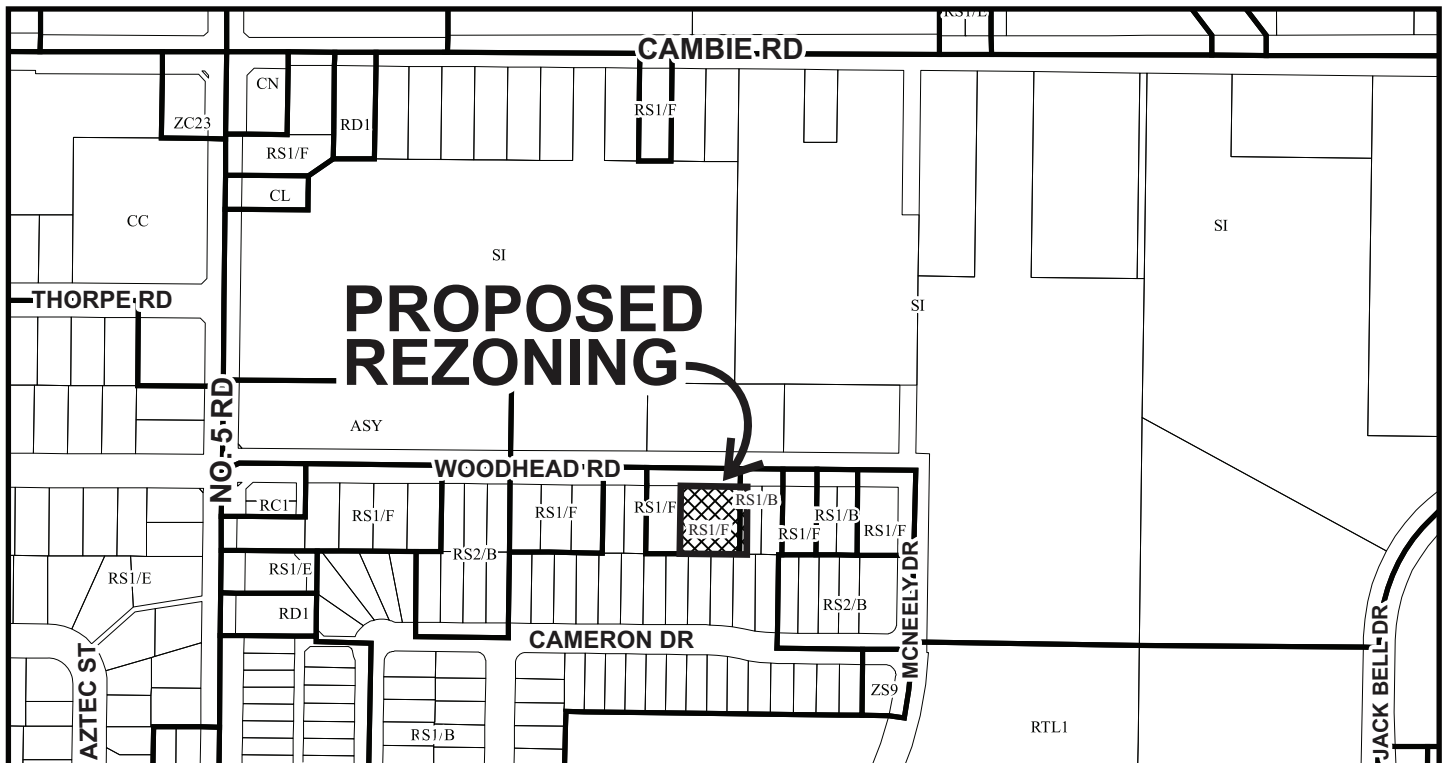 RS1/E
CAMBIE RD
CN
ZC23
RD1
RS1/F
RS1/F
CL
CC
SI
SI
SI
THORPE RD
PROPOSED
REZONING
NO. 5 RD
ASY
WOODHEAD RD
RC1
RS1/F
RS2/B
RS1/F
RS1/F
RS1/F
RS1/B
RS1/F
RS1/B
RS1/F
RS1/E
RS1/E
RD1
RS2/B
CAMERON DR
MCNEELY DR
AZTEC ST
RS1/B
ZS9
RTL1
JACK BELL DR